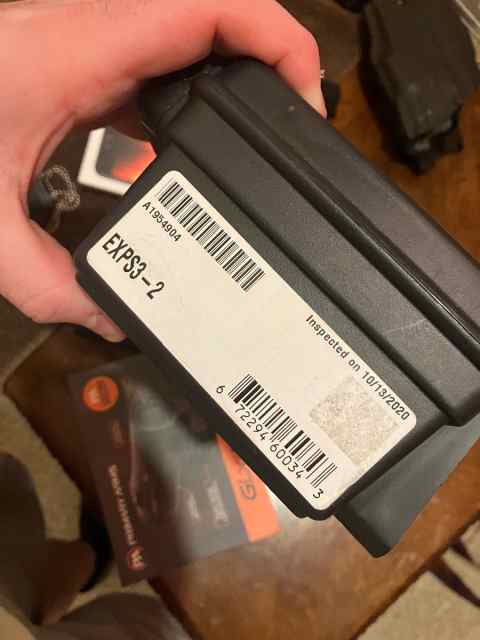 A1954904
EXPS3-2
Inspected on 10/13/2020
6 72294 60034 3